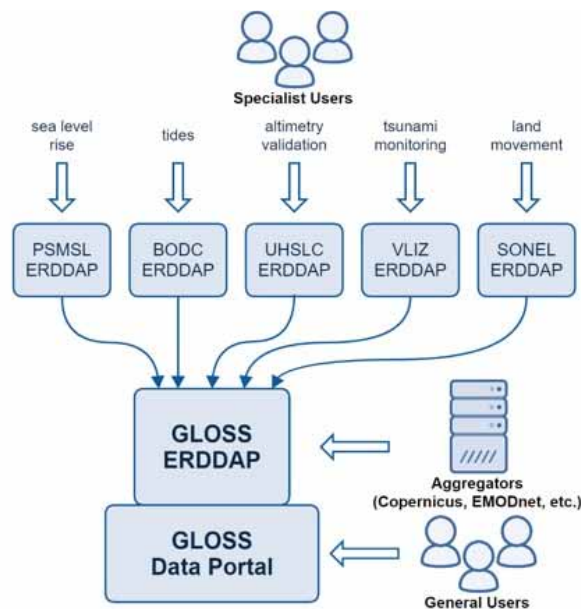 Specialist Users
sea level
rise
tides
altimetry
validation
tsunami
monitoring
land
movement
PSMSL
ERDDAP
BODC
ERDDAP
UHSLC
ERDDAP
VLIZ
ERDDAP
SONEL
ERDDAP
GLOSS
ERDDAP
Aggregators
(Copernicus, EMODnet, etc.)
GLOSS
Data Portal
General Users